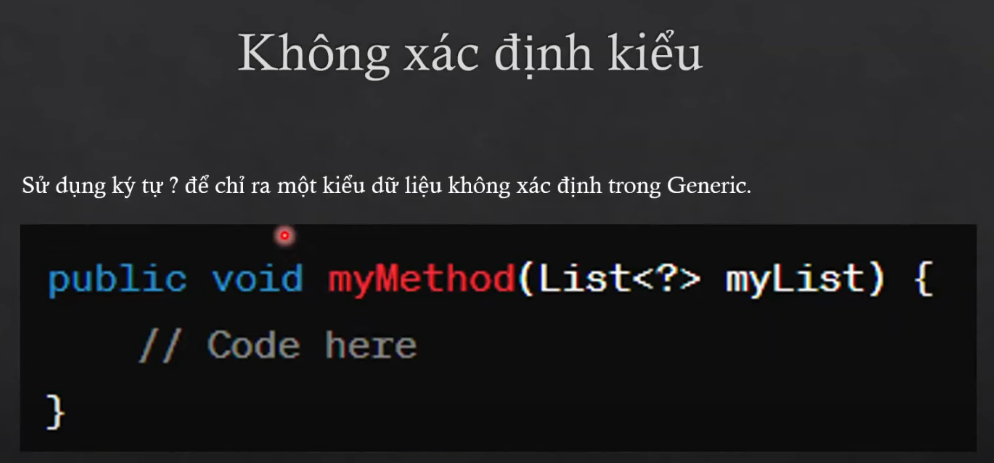 Không xác định kiểu
Sử dụng ký tự ? để chỉ ra một kiểu dữ liệu không xác định trong Generic.
public void myMethod(List<?> myList) {
// Code here
}